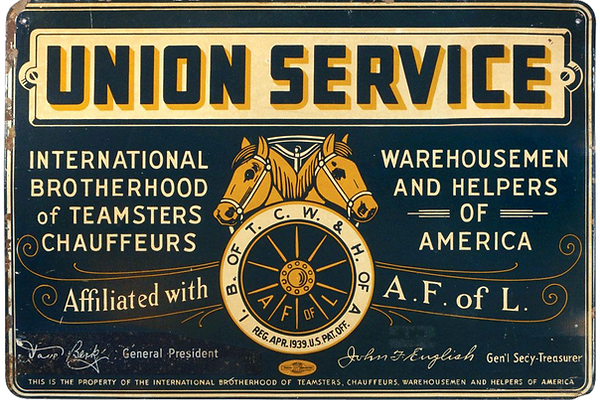 UNION SERVICE
INTERNATIONAL
BROTHERHOOD
of TEAMSTERS
CHAUFFEURS
WAREHOUSEMEN
AND HELPERS
OF
AMERICA
I. B. OF T. C. W. & H. OF A.
A F OF L
REG. APR. 1939. U.S. PAT. OFF.
Affiliated with
A. F. of L.
General President
John F. English Gen'l Secy-Treasurer
THIS IS THE PROPERTY OF THE INTERNATIONAL BROTHERHOOD OF TEAMSTERS, CHAUFFEURS, WAREHOUSEMEN AND HELPERS OF AMERICA